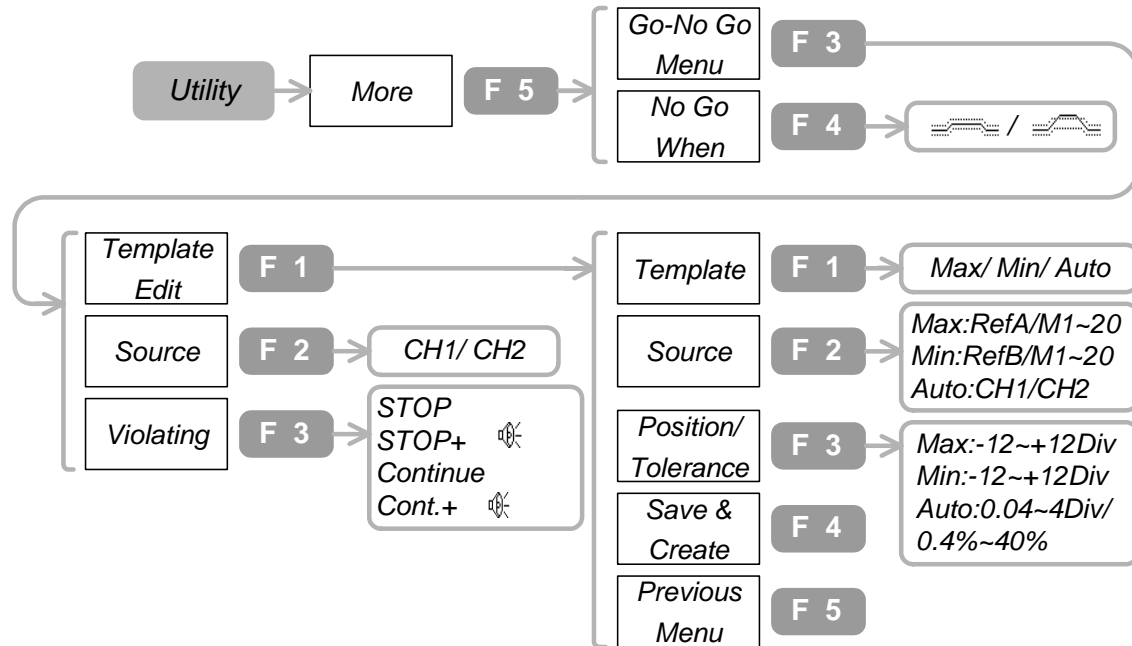 Utility
More
F 5
Go-No Go
Menu
F 3
No Go
When
F 4
/
Template
Edit
F 1
Source
F 2
CH1/ CH2
Violating
F 3
STOP
STOP+
Continue
Cont.+
Template
F 1
Max/ Min/ Auto
Source
F 2
Max:RefA/M1~20
Min:RefB/M1~20
Auto:CH1/CH2
Position/
Tolerance
F 3
Max:-12~+12Div
Min:-12~+12Div
Auto:0.04~4Div/
0.4%~40%
Save &
Create
F 4
Previous
Menu
F 5